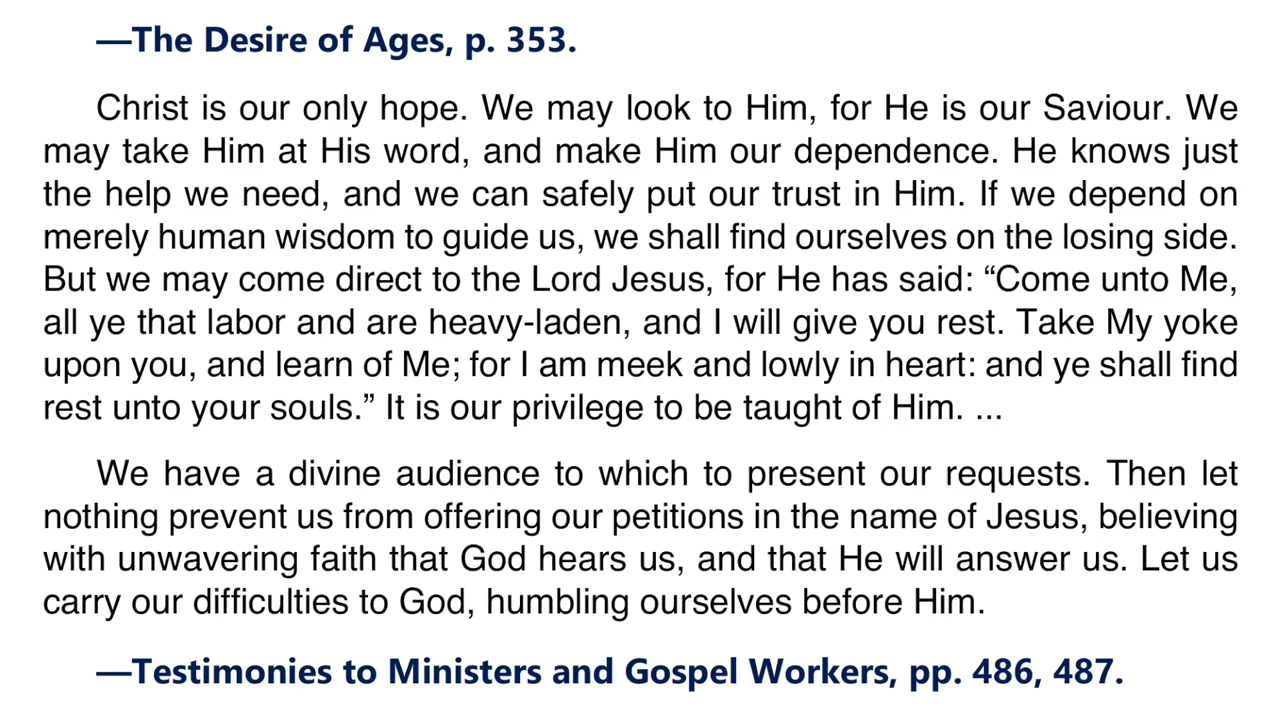 —The Desire of Ages, p. 353.
Christ is our only hope. We may look to Him, for He is our Saviour. We
may take Him at His word, and make Him our dependence. He knows just
the help we need, and we can safely put our trust in Him. If we depend on
merely human wisdom to guide us, we shall find ourselves on the losing side.
But we may come direct to the Lord Jesus, for He has said: “Come unto Me,
all ye that labor and are heavy-laden, and I will give you rest. Take My yoke
upon you, and learn of Me; for I am meek and lowly in heart: and ye shall find
rest unto your souls.” It is our privilege to be taught of Him. ...
We have a divine audience to which to present our requests. Then let
nothing prevent us from offering our petitions in the name of Jesus, believing
with unwavering faith that God hears us, and that He will answer us. Let us
carry our difficulties to God, humbling ourselves before Him.
—Testimonies to Ministers and Gospel Workers, pp. 486, 487.